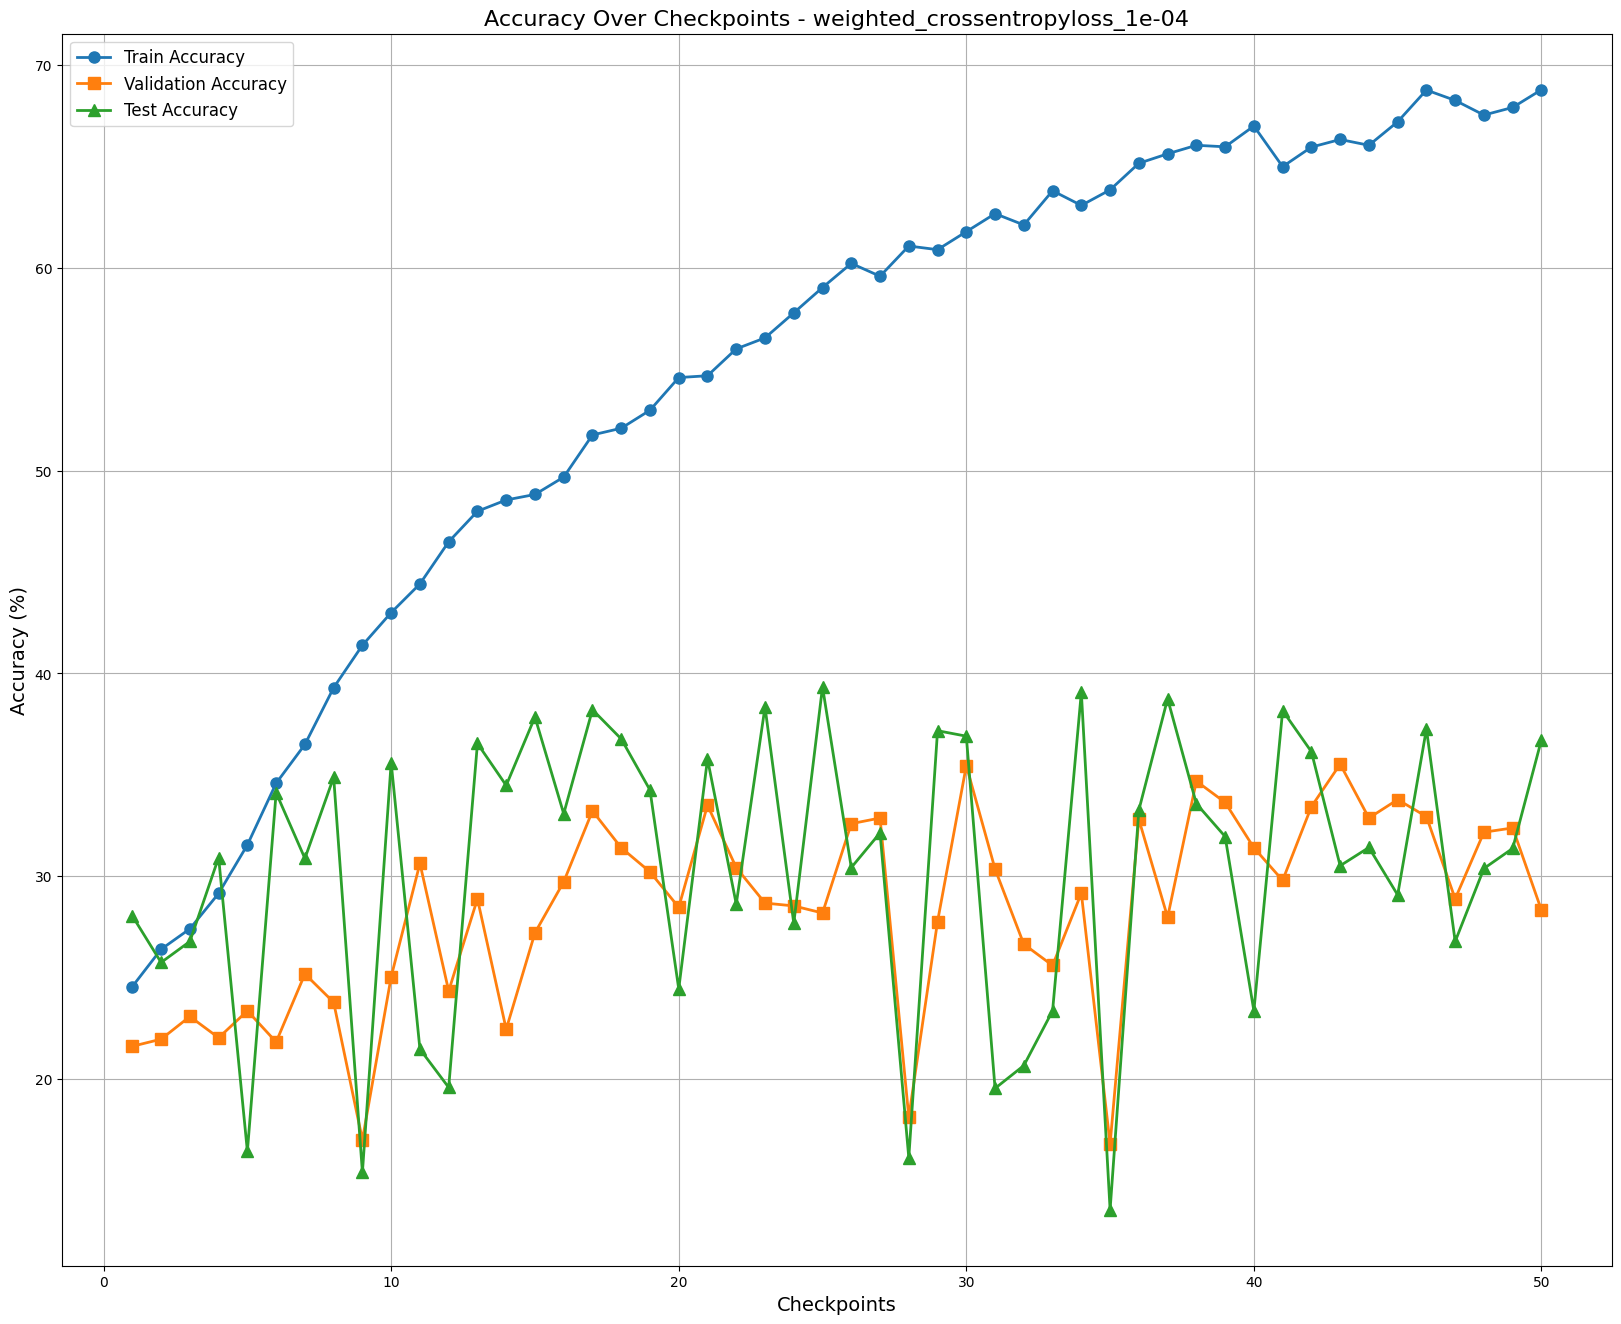 Accuracy Over Checkpoints - weighted_crossentropyloss_1e-04
Train Accuracy
Validation Accuracy
Test Accuracy
70
60
50
40
30
20
Accuracy (%)
0 10 20 30 40 50
Checkpoints